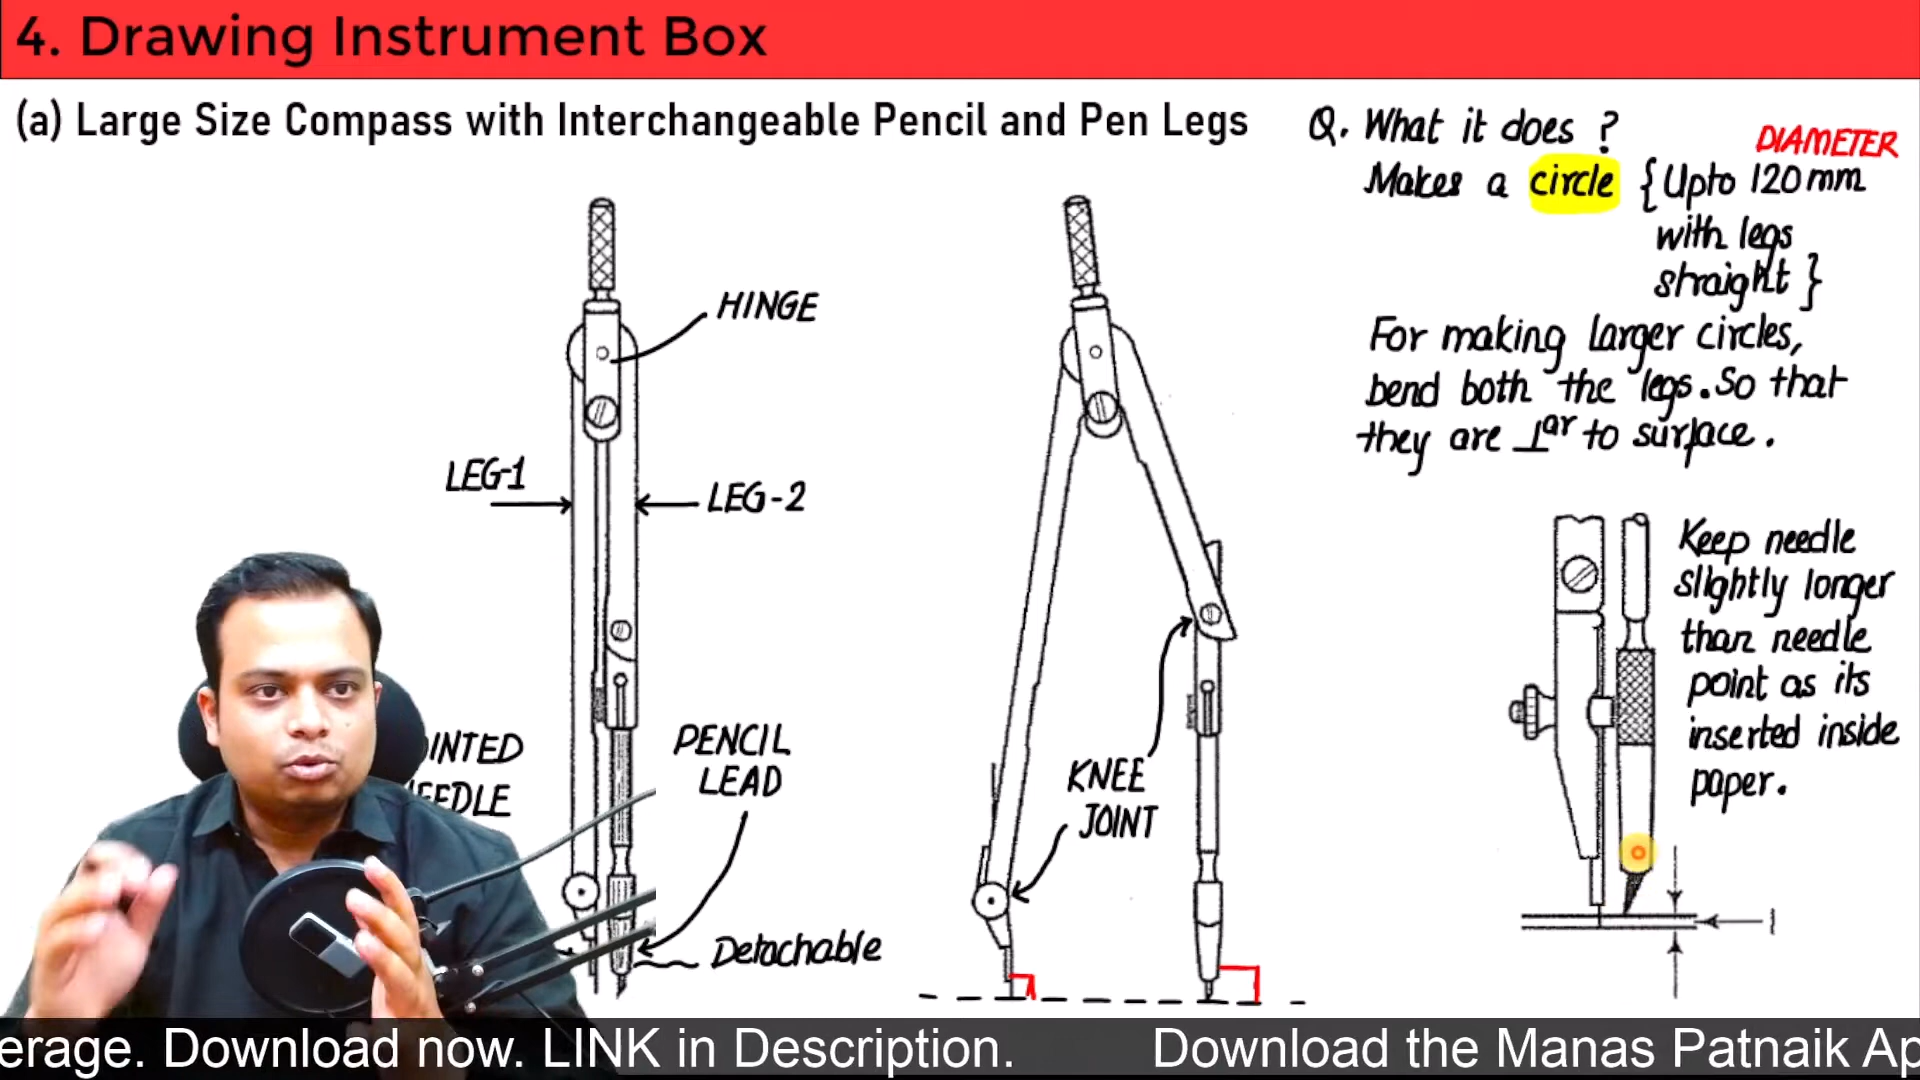 4. Drawing Instrument Box
(a) Large Size Compass with Interchangeable Pencil and Pen Legs
Q. What it does ?
DIAMETER
Makes a circle {Upto 120mm
with legs
straight}
For making larger circles,
bend both the legs. So that
they are ⊥ar to surface.
HINGE
LEG-1
LEG-2
PENCIL
LEAD
Detachable
KNEE
JOINT
Keep needle
slightly longer
than needle
point as its
inserted inside
paper.
erage. Download now. LINK in Description. Download the Manas Patnaik Ap